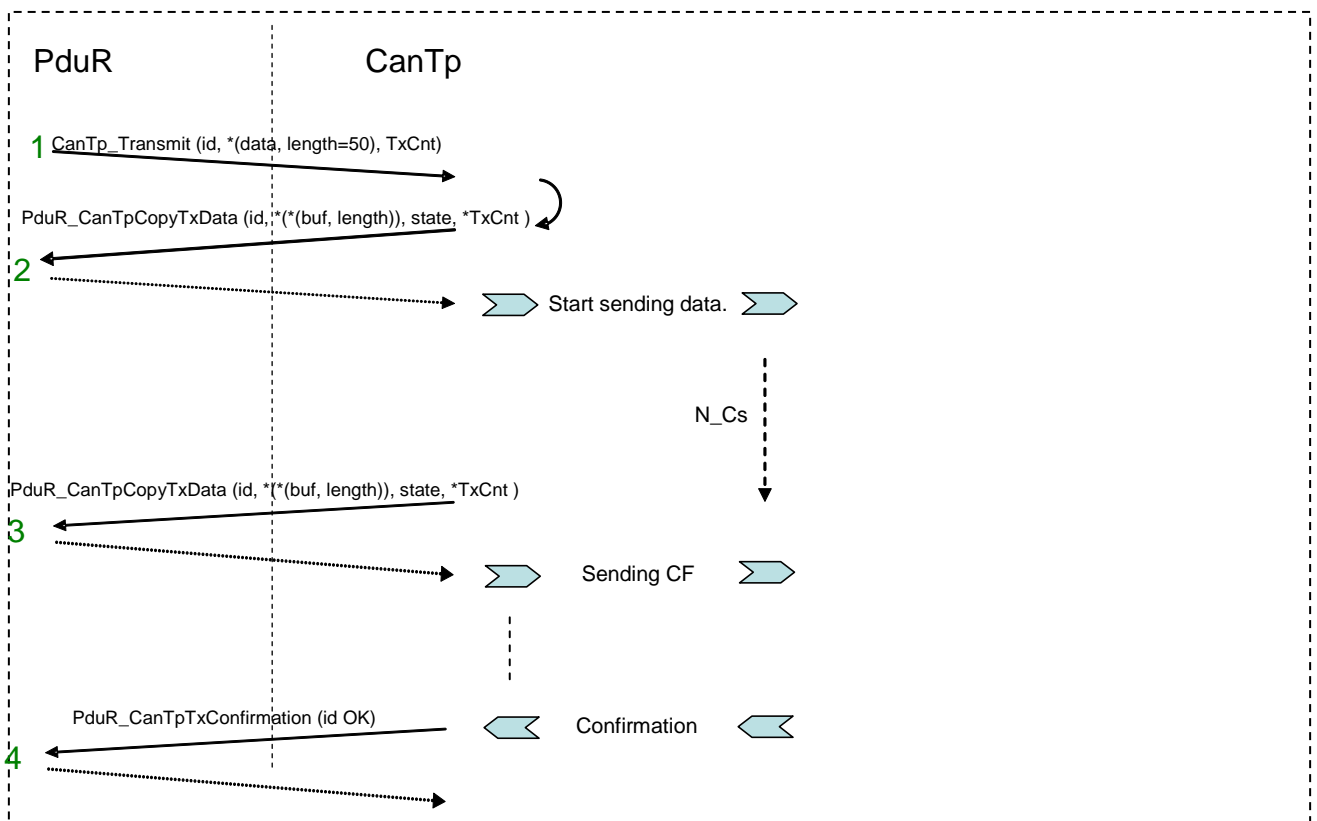 PduR
CanTp
1 CanTp_Transmit (id, *(data, length=50), TxCnt)
PduR_CanTpCopyTxData (id, *(*(buf, length)), state, *TxCnt )
2
Start sending data.
N_Cs
PduR_CanTpCopyTxData (id, *(*(buf, length)), state, *TxCnt )
3
Sending CF
PduR_CanTpTxConfirmation (id OK)
Confirmation
4